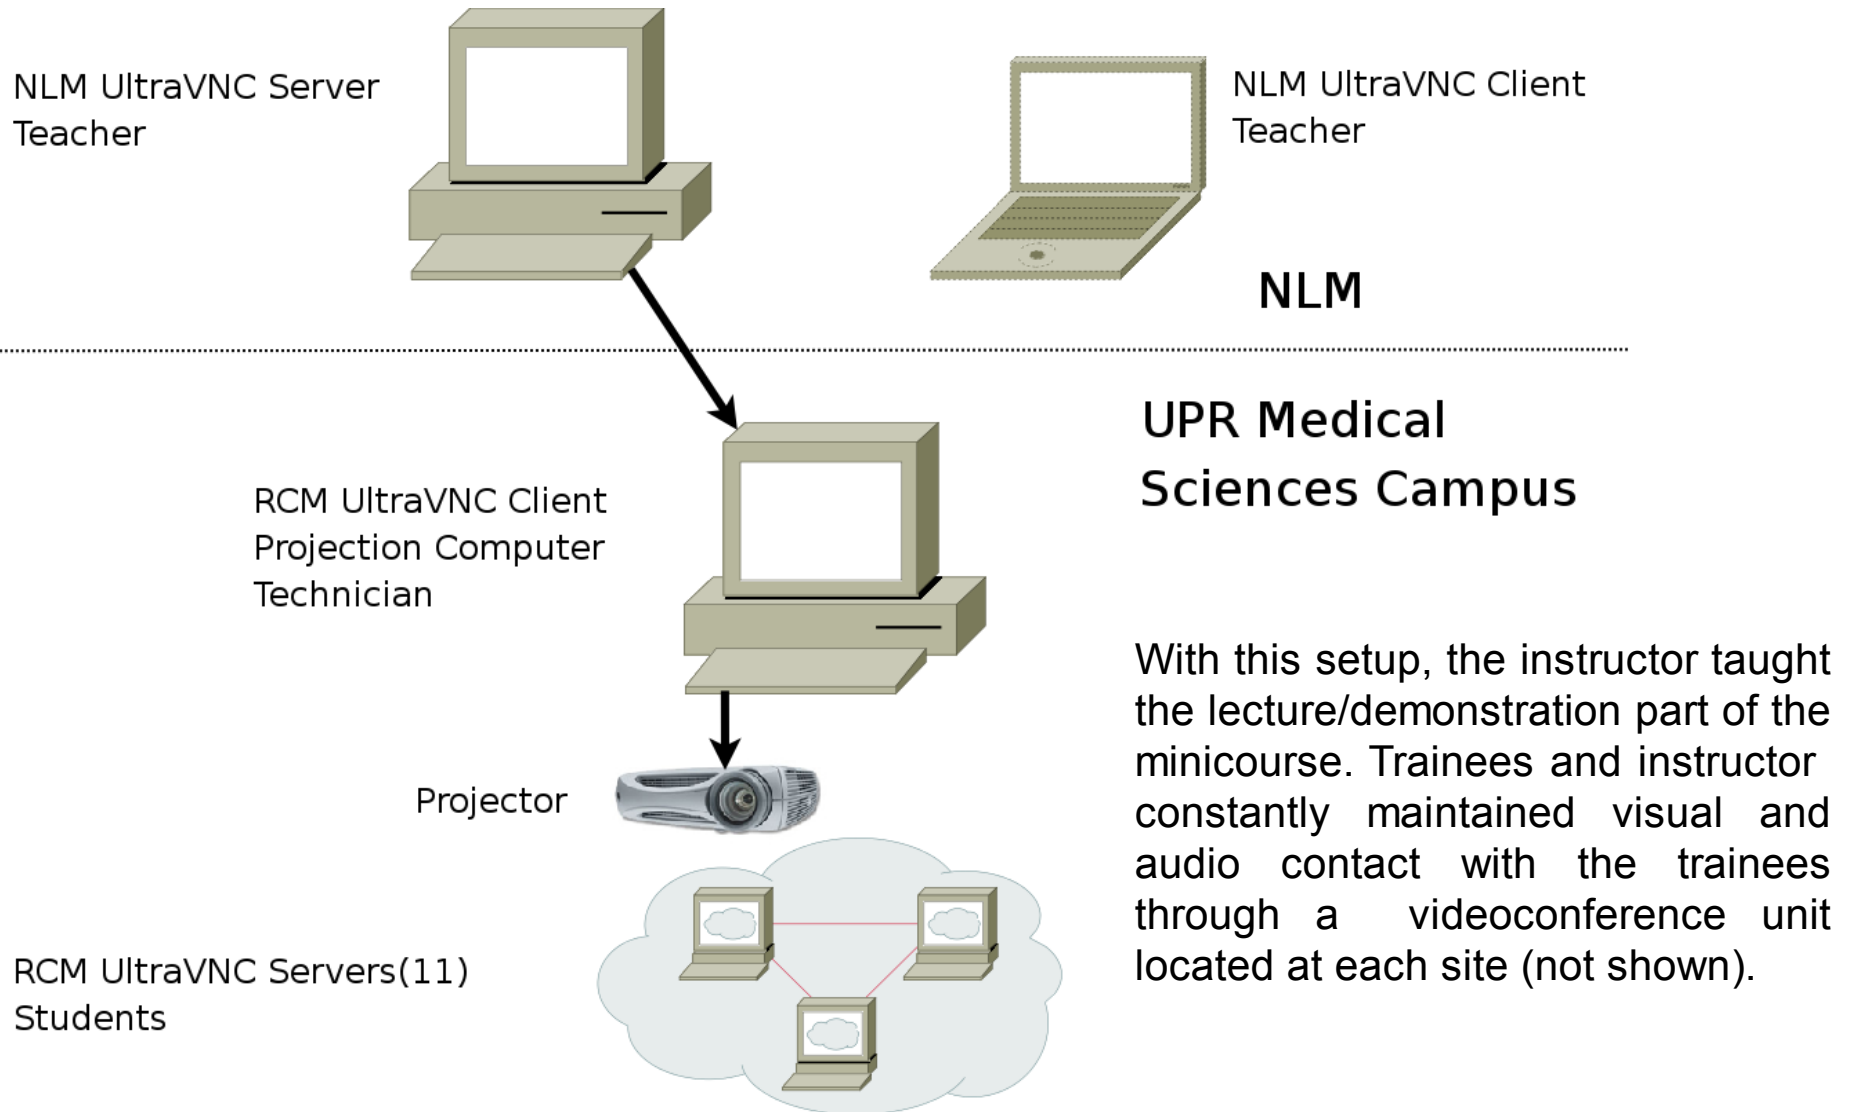 NLM UltraVNC Server
Teacher
NLM UltraVNC Client
Teacher
NLM
UPR Medical
Sciences Campus
RCM UltraVNC Client
Projection Computer
Technician
With this setup, the instructor taught
the lecture/demonstration part of the
minicourse. Trainees and instructor
constantly maintained visual and
audio contact with the trainees
through a videoconference unit
located at each site (not shown).
Projector
RCM UltraVNC Servers(11)
Students